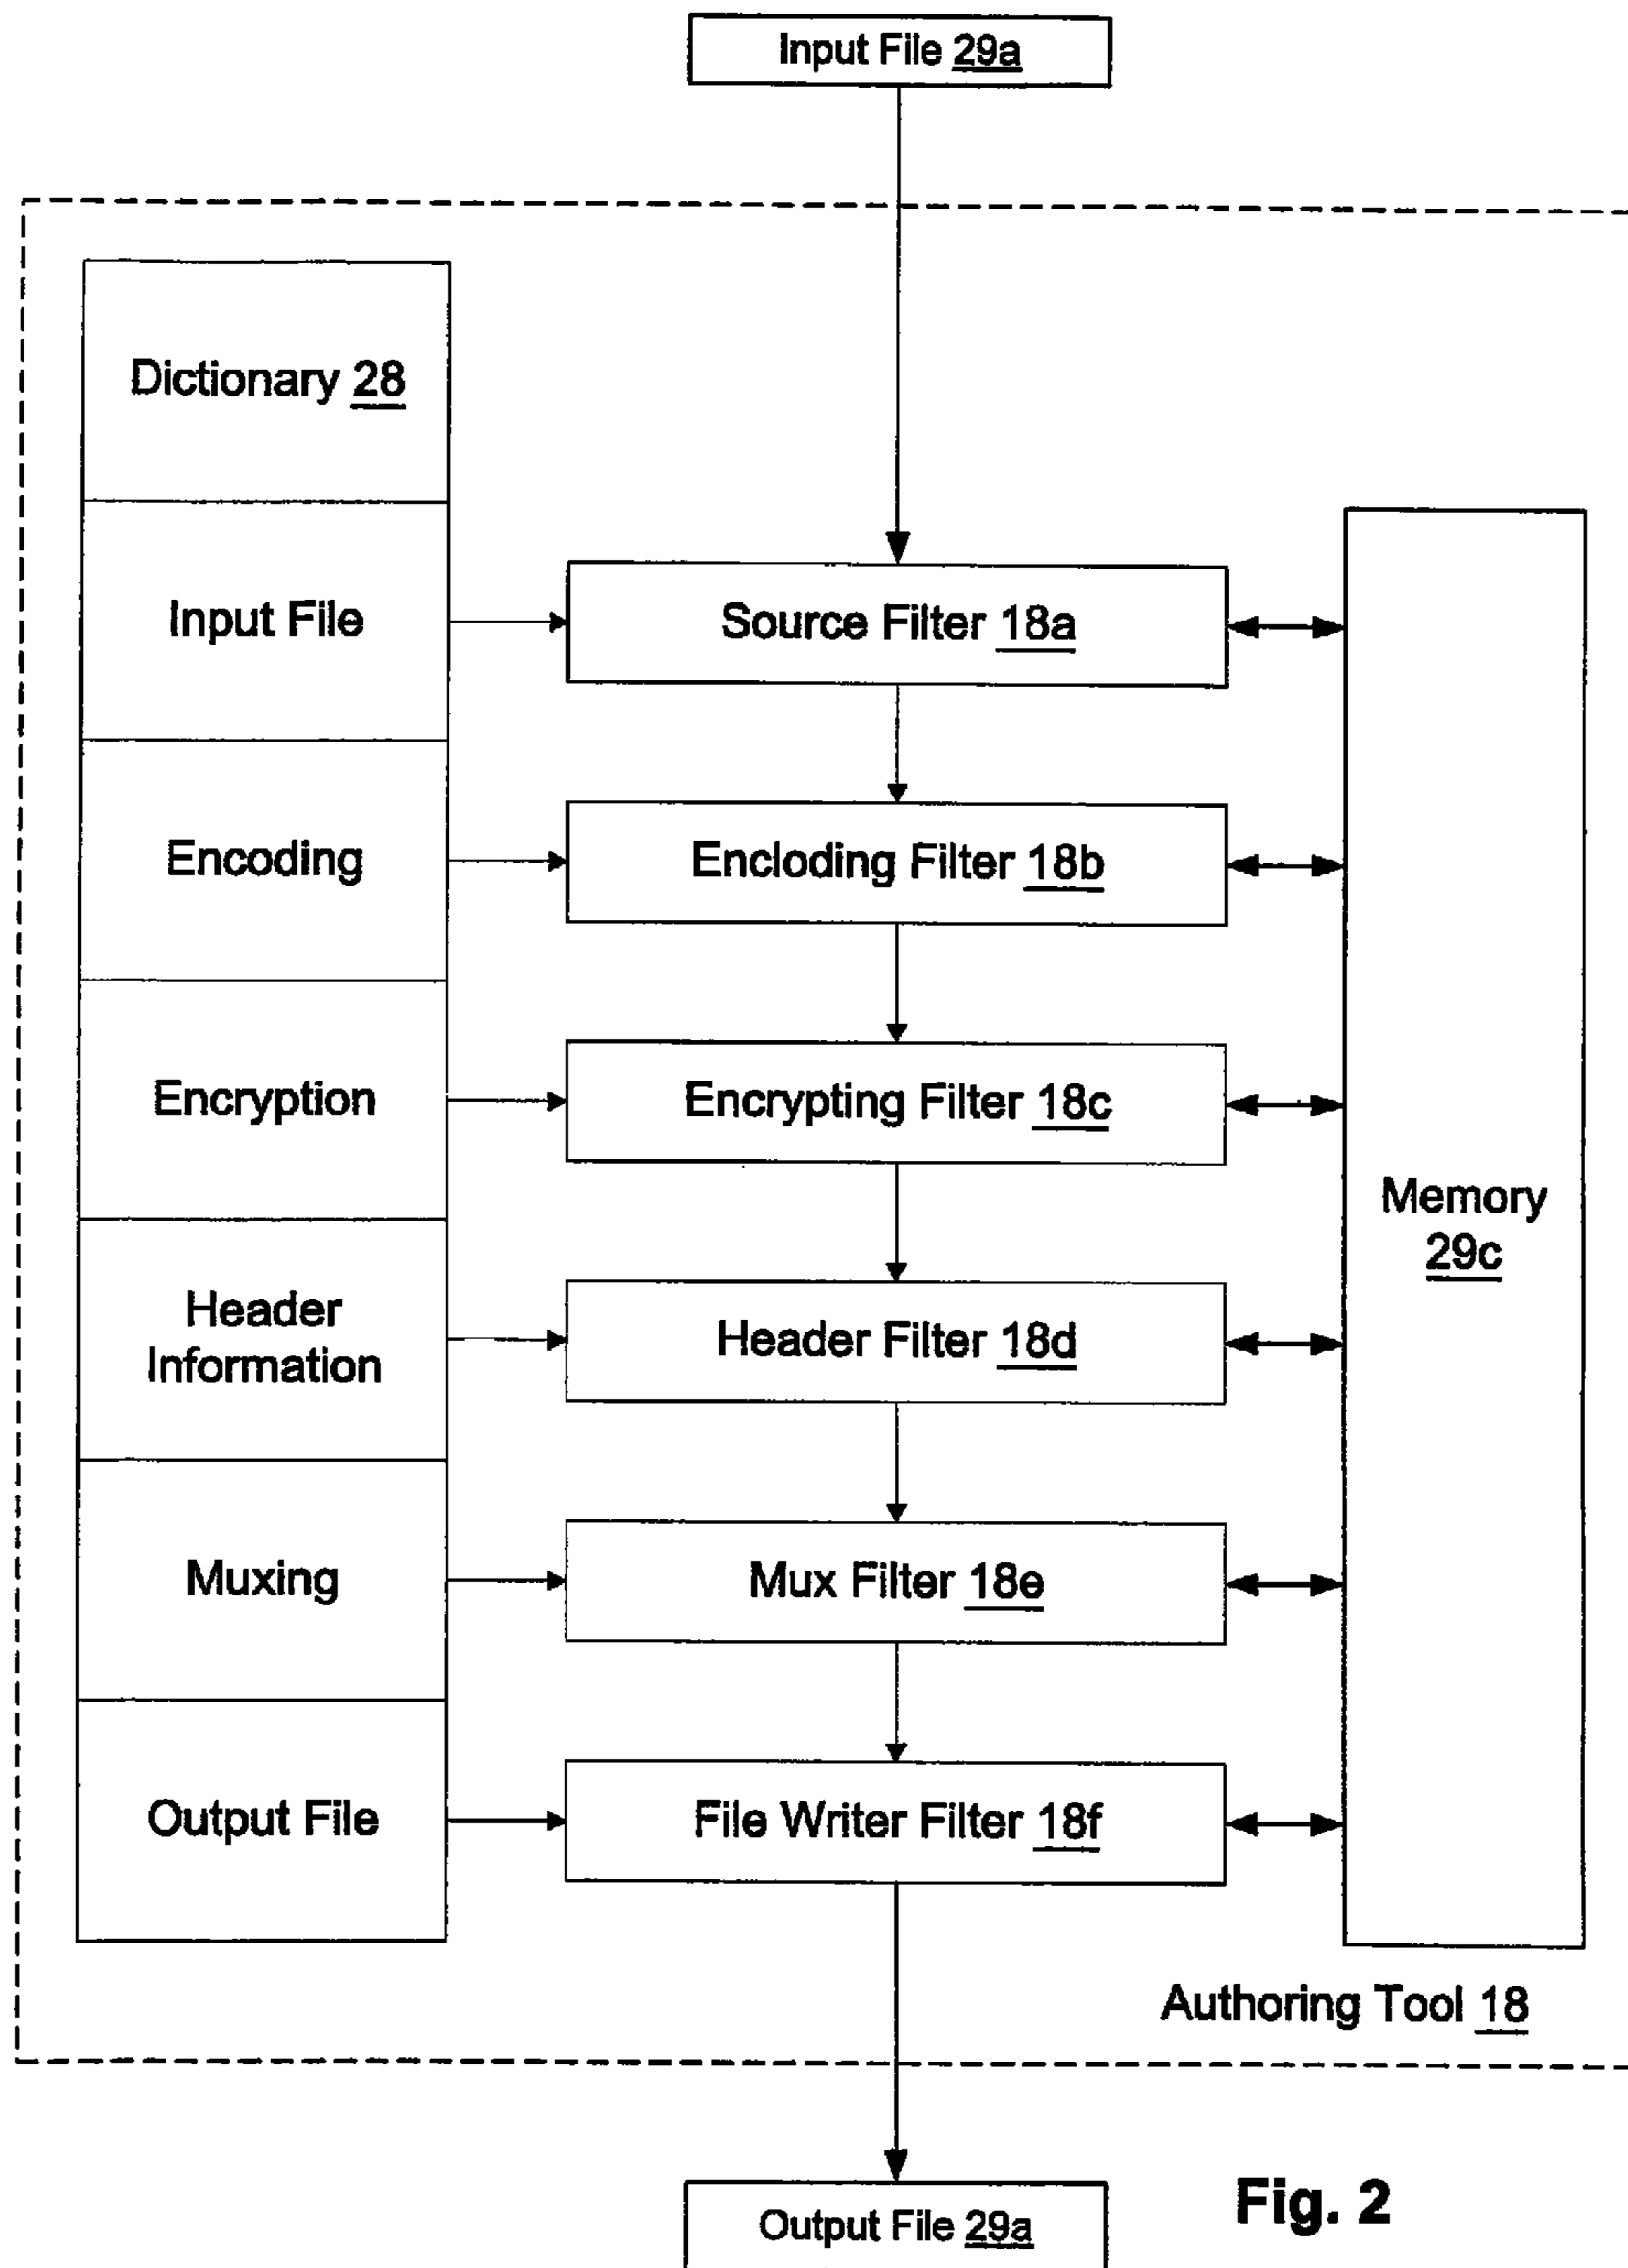 Input File 29a
Dictionary 28
Input File
Source Filter 18a
Encoding
Encloding Filter 18b
Encryption
Encrypting Filter 18c
Memory
29c
Header
Information
Header Filter 18d
Muxing
Mux Filter 18e
Output File
File Writer Filter 18f
Authoring Tool 18
Output File 29a
Fig. 2